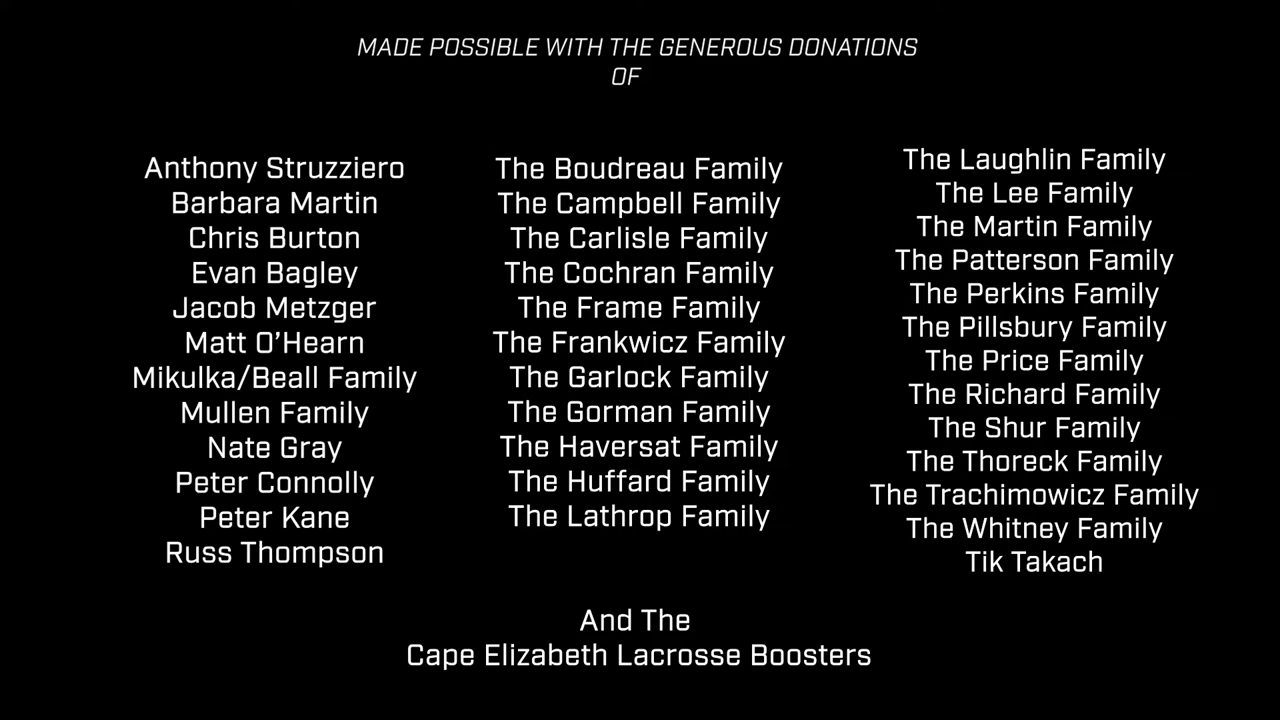 MADE POSSIBLE WITH THE GENEROUS DONATIONS
OF
Anthony Struzziero
Barbara Martin
Chris Burton
Evan Bagley
Jacob Metzger
Matt O'Hearn
Mikulka/Beall Family
Mullen Family
Nate Gray
Peter Connolly
Peter Kane
Russ Thompson
The Boudreau Family
The Campbell Family
The Carlisle Family
The Cochran Family
The Frame Family
The Frankwicz Family
The Garlock Family
The Gorman Family
The Haversat Family
The Huffard Family
The Lathrop Family
The Laughlin Family
The Lee Family
The Martin Family
The Patterson Family
The Perkins Family
The Pillsbury Family
The Price Family
The Richard Family
The Shur Family
The Thoreck Family
The Trachimowicz Family
The Whitney Family
Tik Takach
And The
Cape Elizabeth Lacrosse Boosters